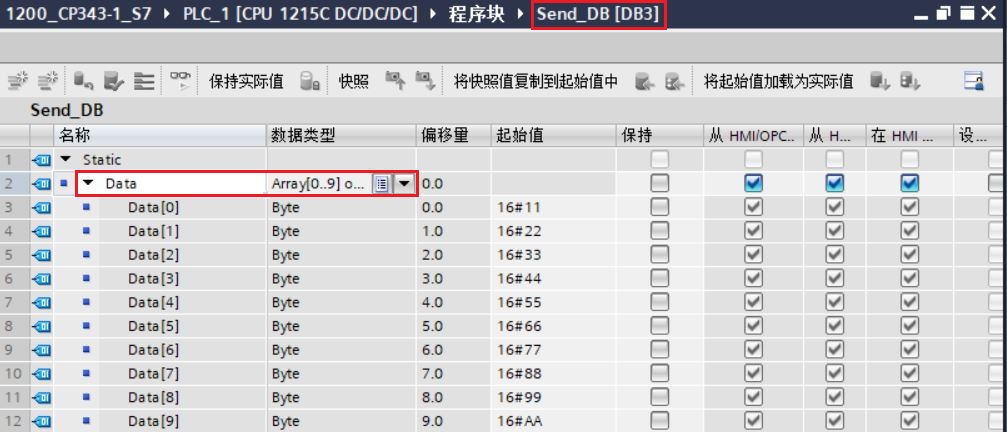 1200_CP343-1_S7 ▸ PLC_1 [CPU 1215C DC/DC/DC] ▸ 程序块 ▸ Send_DB [DB3]
保持实际值 快照 将快照值复制到起始值中 将起始值加载为实际值
Send_DB
名称 数据类型 偏移量 起始值 保持 从 HMI/OPC... 从 H... 在 HMI ... 设...
1 Static
2 Data Array[0..9] o... 0.0
3 Data[0] Byte 0.0 16#11
4 Data[1] Byte 1.0 16#22
5 Data[2] Byte 2.0 16#33
6 Data[3] Byte 3.0 16#44
7 Data[4] Byte 4.0 16#55
8 Data[5] Byte 5.0 16#66
9 Data[6] Byte 6.0 16#77
10 Data[7] Byte 7.0 16#88
11 Data[8] Byte 8.0 16#99
12 Data[9] Byte 9.0 16#AA